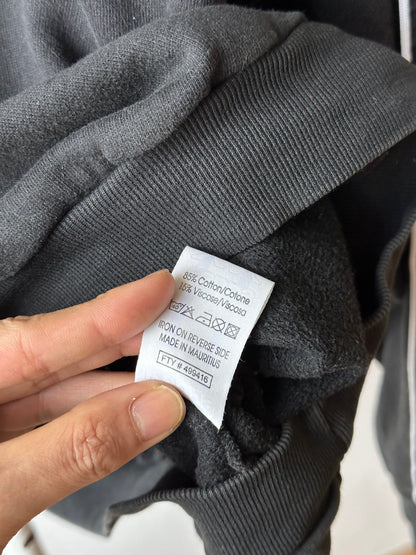 85% Cotton/Cotone
15% Viscose/Viscosa
IRON ON REVERSE SIDE
MADE IN MAURITIUS
FTY # 499416